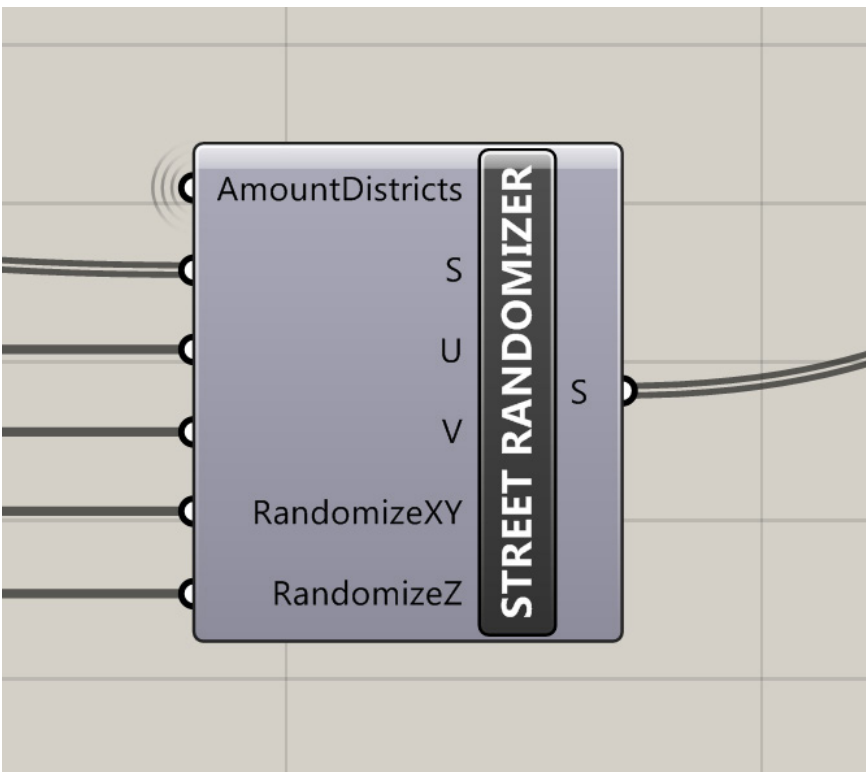 AmountDistricts
S
U
V
RandomizeXY
RandomizeZ
STREET RANDOMIZER
S